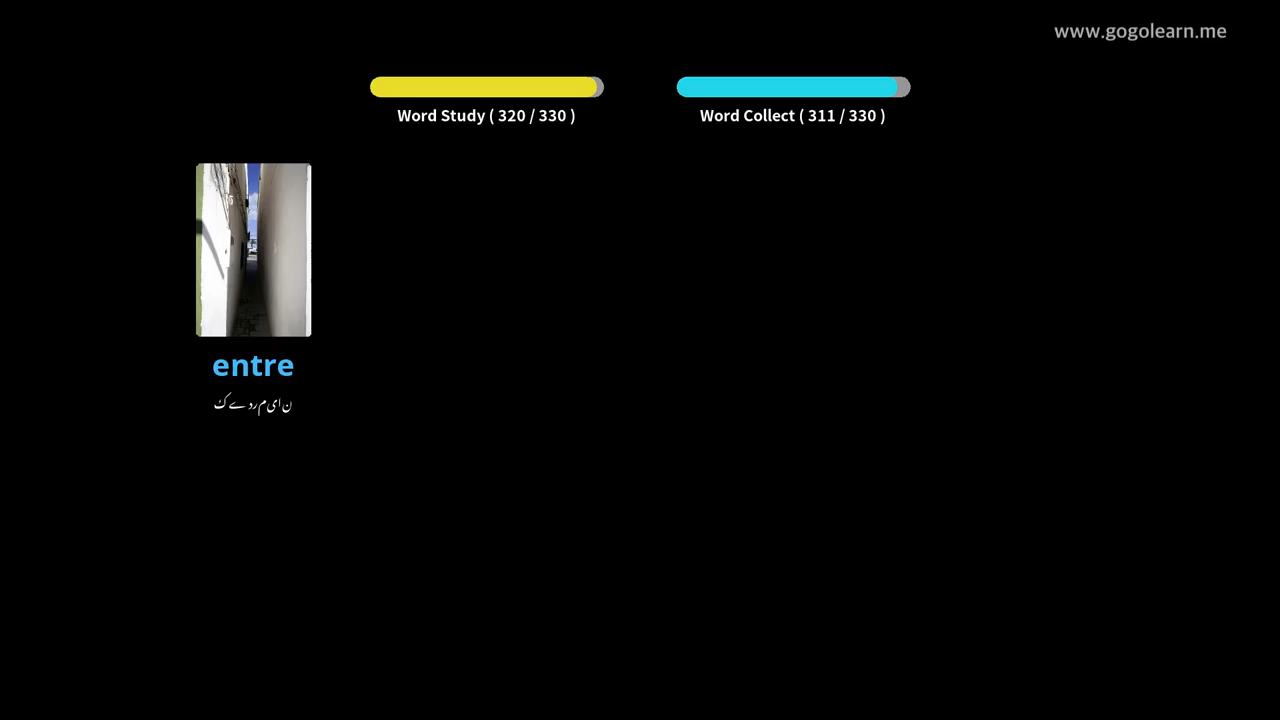 www.gogolearn.me
Word Study ( 320 / 330 )
Word Collect ( 311 / 330 )
entre
کے درمیان